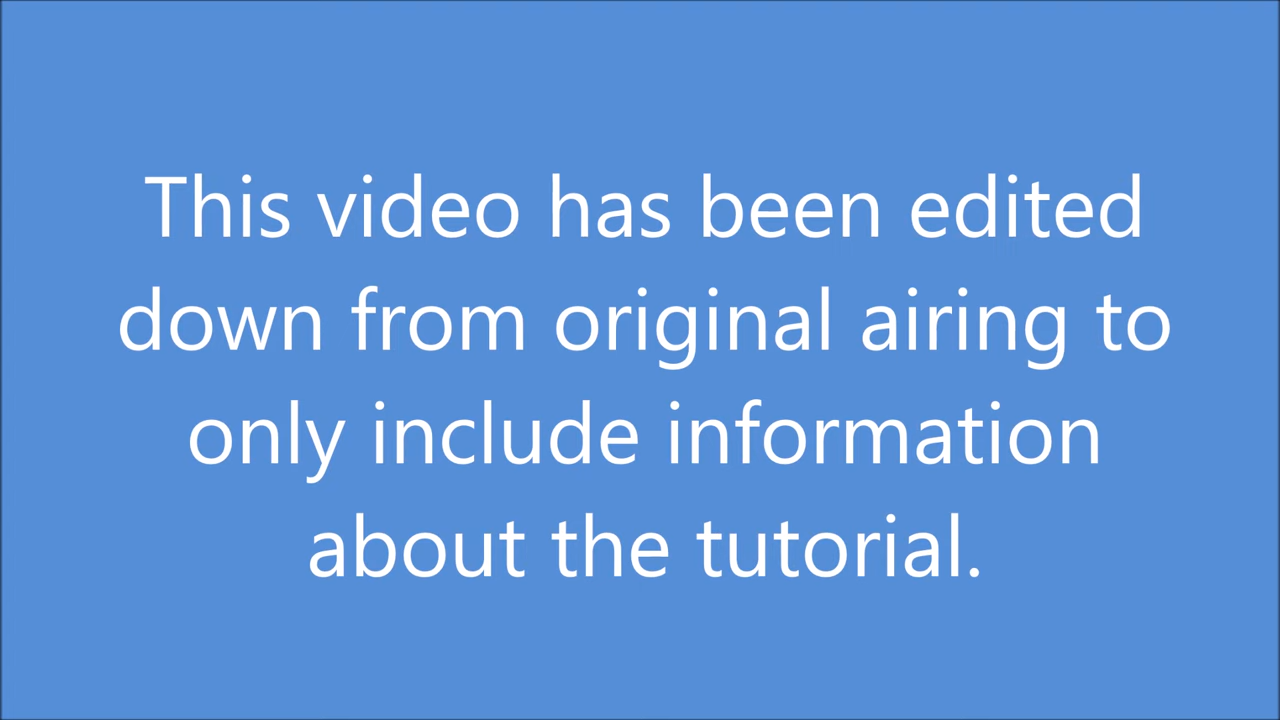 This video has been edited
down from original airing to
only include information
about the tutorial.